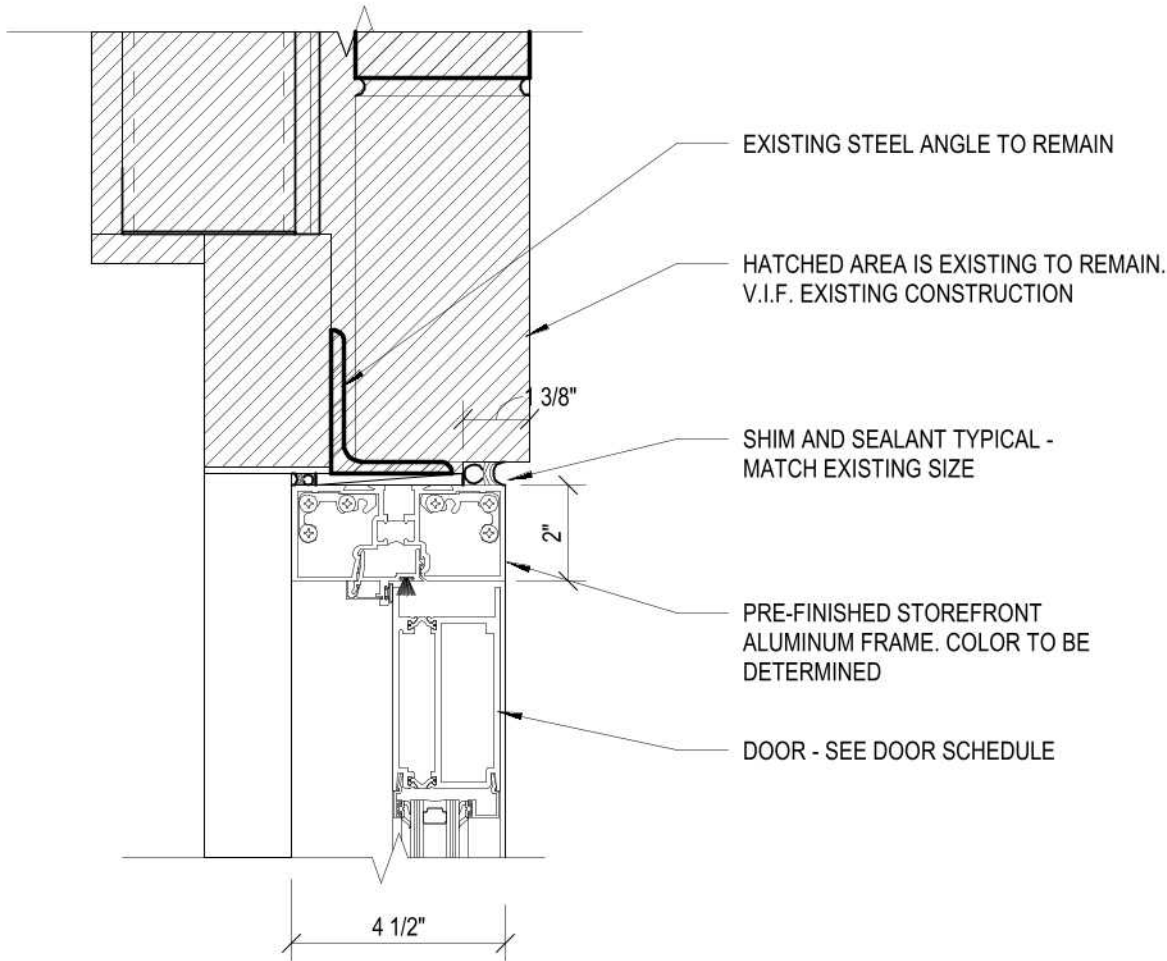 EXISTING STEEL ANGLE TO REMAIN
HATCHED AREA IS EXISTING TO REMAIN.
V.I.F. EXISTING CONSTRUCTION
1 3/8"
SHIM AND SEALANT TYPICAL -
MATCH EXISTING SIZE
2"
PRE-FINISHED STOREFRONT
ALUMINUM FRAME. COLOR TO BE
DETERMINED
DOOR - SEE DOOR SCHEDULE
4 1/2"